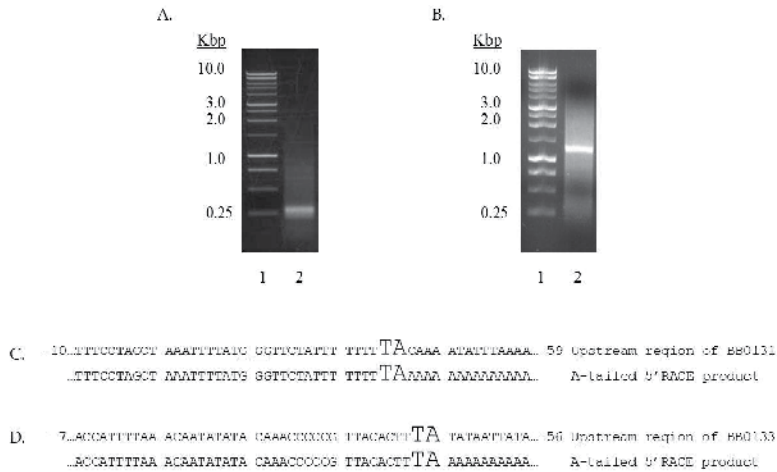 A.
B.
Kbp
Kbp
10.0
10.0
3.0
3.0
2.0
2.0
1.0
1.0
0.25
0.25
1 2
1 2
C. 10...TTTCCTAGCT AAATTTTATG GGTTCTATTT TTTTTACAAA ATATTTAAAA... 59 Upstream region of BB0131
...TTTCCTAGCT AAATTTTATG GGTTCTATTT TTTTTAAAAA AAAAAAAAAA... A-tailed 5'RACE product
D. 7...ACCATTTTAA ACAATATATA CAAACCCCCG TTACACTTTA TATAATTATA... 56 Upstream region of BB0133
...ACCATTTTAA ACAATATATA CAAACCCCCG TTACACTTTA AAAAAAAAAA... A-tailed 5'RACE product